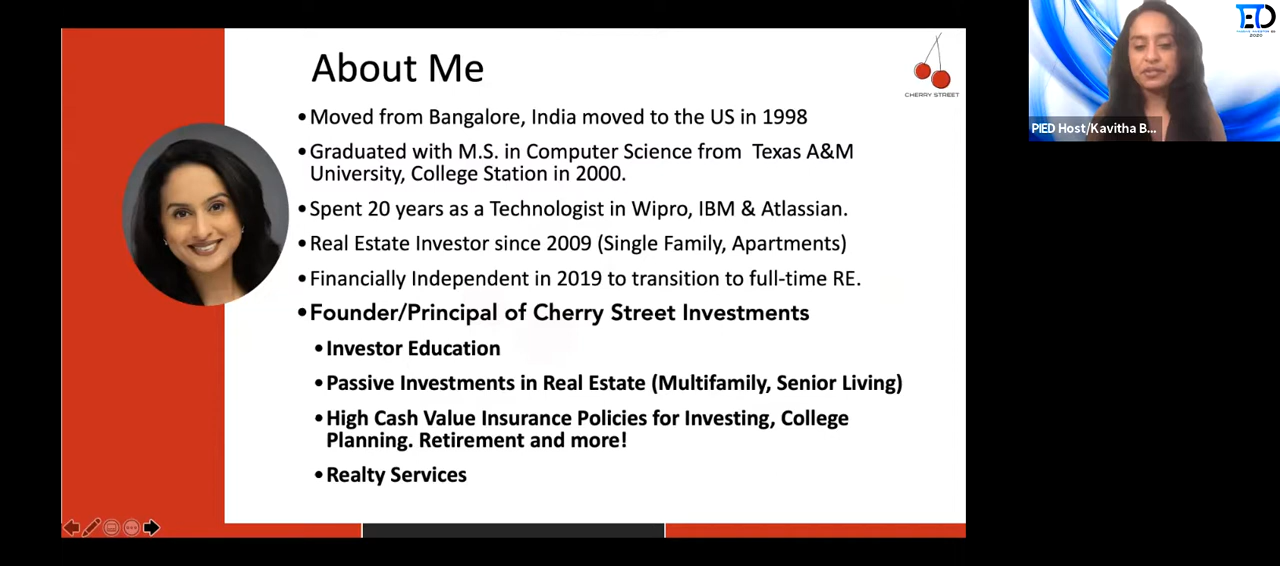 About Me
CHERRY STREET
•Moved from Bangalore, India moved to the US in 1998
•Graduated with M.S. in Computer Science from Texas A&M
University, College Station in 2000.
•Spent 20 years as a Technologist in Wipro, IBM & Atlassian.
•Real Estate Investor since 2009 (Single Family, Apartments)
•Financially Independent in 2019 to transition to full-time RE.
•Founder/Principal of Cherry Street Investments
•Investor Education
•Passive Investments in Real Estate (Multifamily, Senior Living)
•High Cash Value Insurance Policies for Investing, College
Planning. Retirement and more!
•Realty Services
PIED Host/Kavitha B...
2020